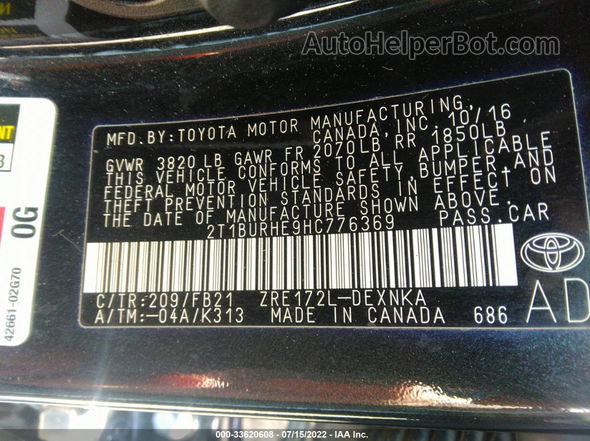 AutoHelperBot.com
MFD.BY:TOYOTA MOTOR MANUFACTURING,
CANADA,INC. 10/16
GVWR 3820 LB GAWR FR 2070LB,RR 1850LB
THIS VEHICLE CONFORMS TO ALL APPLICABLE
FEDERAL MOTOR VEHICLE SAFETY,BUMPER,AND
THEFT PREVENTION STANDARDS IN EFFECT ON
THE DATE OF MANUFACTURE SHOWN ABOVE.
2T1BURHE9HC776369 PASS.CAR
C/TR:209/FB21 ZRE172L-DEXNKA
A/TM:-04A/K313 MADE IN CANADA 686
AD
0G
42661-02G70
000-33620608 - 07/15/2022 - IAA Inc.